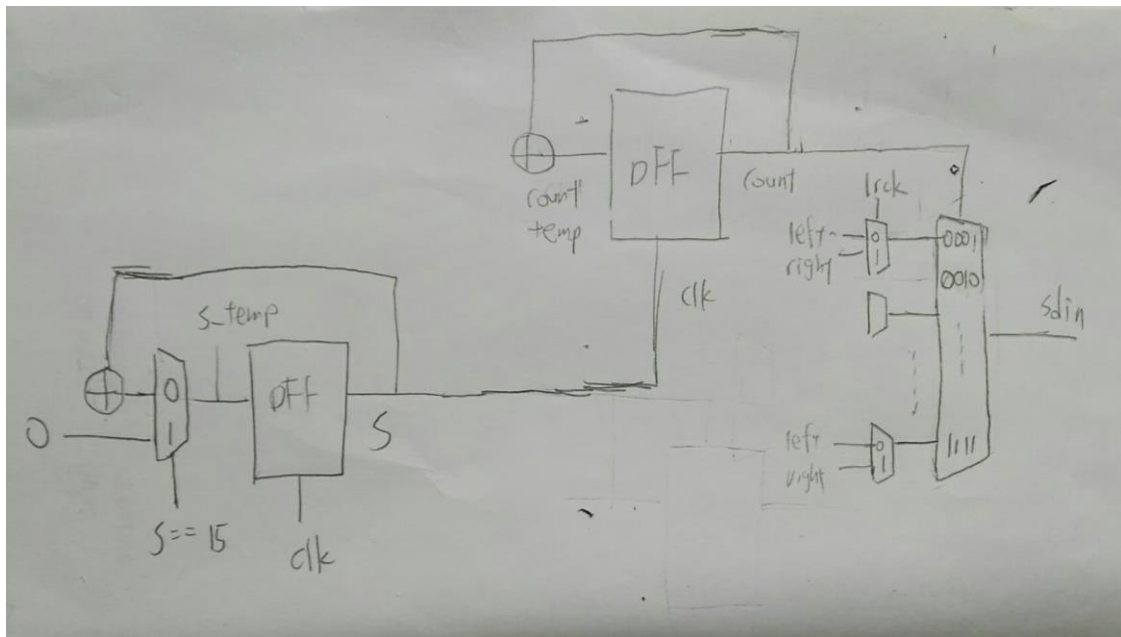 DFF
count
temp
count
lrck
left
right
0
1
0001
0010
clk
sdin
s_temp
0
1
DFF
S
0
S==15
clk
left
right
0
1
1111